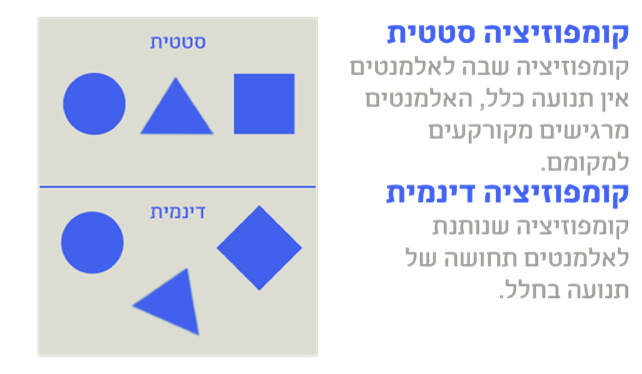 קומפוזיציה סטטית
קומפוזיציה שבה לאלמנטים
אין תנועה כלל, האלמנטים
מרגישים מקורקעים
למקומם.
קומפוזיציה דינמית
קומפוזיציה שנותנת
לאלמנטים תחושה של
תנועה בחלל.
סטטית
דינמית